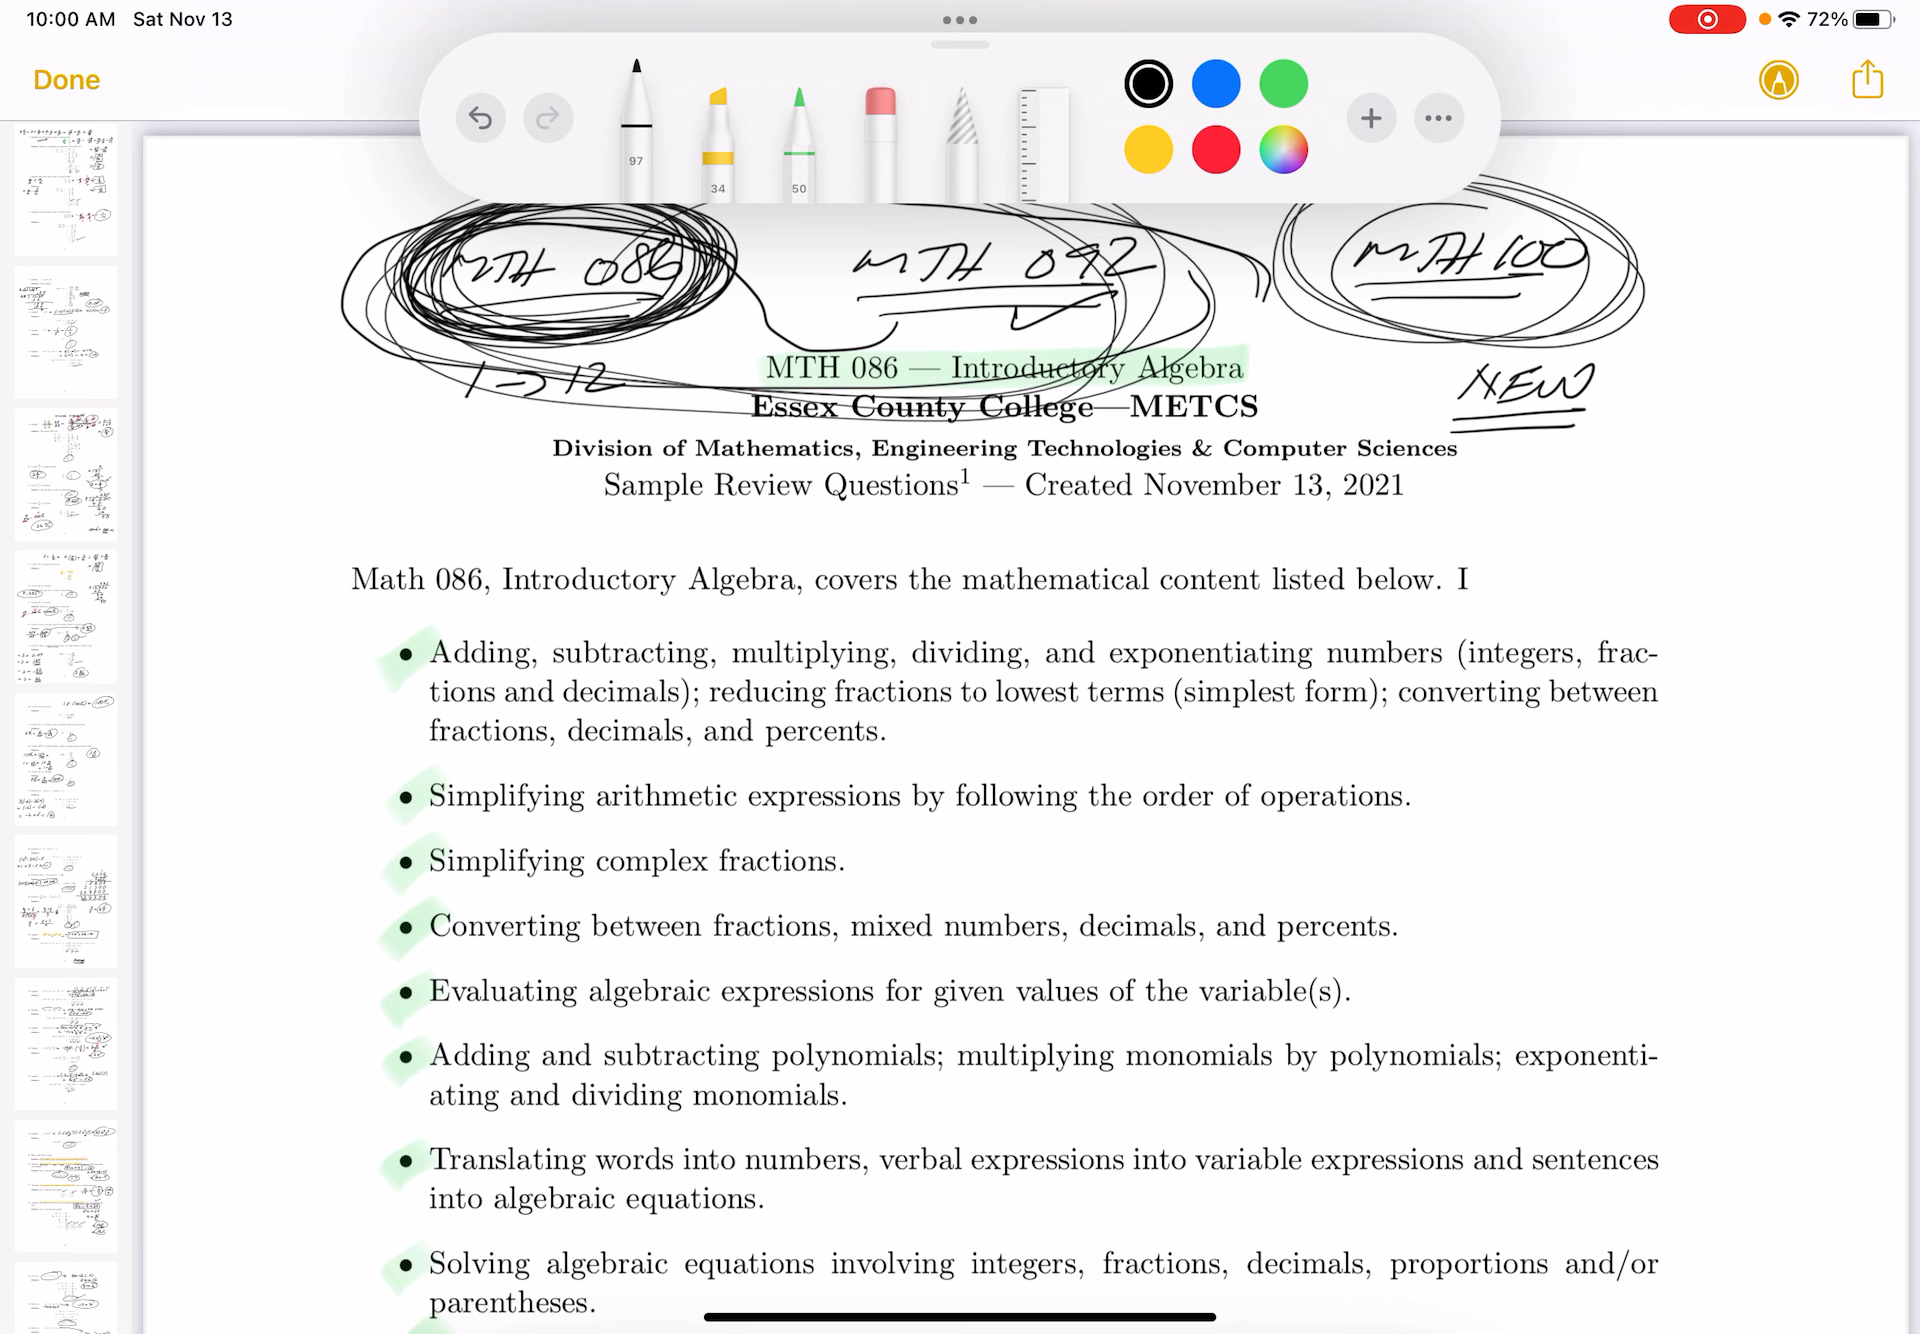 10:00 AM Sat Nov 13
72%
Done
97
34
50
MTH 086 MTH 092 MTH 100
1 → 12
NEW
MTH 086 — Introductory Algebra
Essex County College—METCS
Division of Mathematics, Engineering Technologies & Computer Sciences
Sample Review Questions1 — Created November 13, 2021
Math 086, Introductory Algebra, covers the mathematical content listed below. I
• Adding, subtracting, multiplying, dividing, and exponentiating numbers (integers, frac-
tions and decimals); reducing fractions to lowest terms (simplest form); converting between
fractions, decimals, and percents.
• Simplifying arithmetic expressions by following the order of operations.
• Simplifying complex fractions.
• Converting between fractions, mixed numbers, decimals, and percents.
• Evaluating algebraic expressions for given values of the variable(s).
• Adding and subtracting polynomials; multiplying monomials by polynomials; exponenti-
ating and dividing monomials.
• Translating words into numbers, verbal expressions into variable expressions and sentences
into algebraic equations.
• Solving algebraic equations involving integers, fractions, decimals, proportions and/or
parentheses.